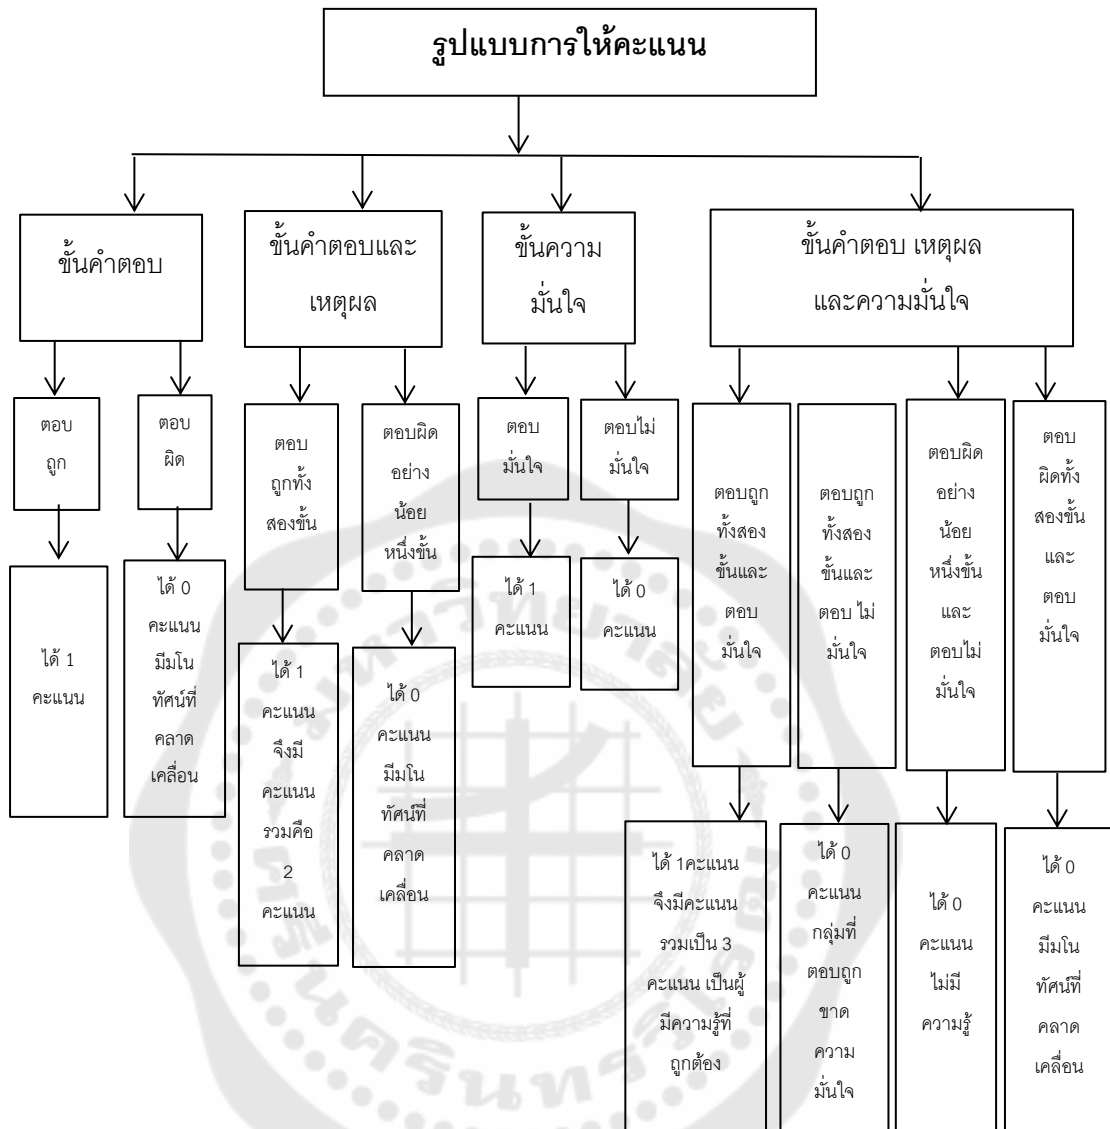 รูปแบบการให้คะแนน
ขั้นคำตอบ
ขั้นคำตอบและ
เหตุผล
ขั้นความ
มั่นใจ
ขั้นคำตอบ เหตุผล
และความมั่นใจ
ตอบ
ถูก
ตอบ
ผิด
ตอบ
ถูกทั้ง
สองขั้น
ตอบผิด
อย่าง
น้อย
หนึ่งขั้น
ตอบ
มั่นใจ
ตอบไม่
มั่นใจ
ตอบถูก
ทั้งสอง
ขั้นและ
ตอบ
มั่นใจ
ตอบถูก
ทั้งสอง
ขั้นและ
ตอบ ไม่
มั่นใจ
ตอบผิด
อย่าง
น้อย
หนึ่งขั้น
และ
ตอบไม่
มั่นใจ
ตอบ
ผิดทั้ง
สองขั้น
และ
ตอบ
มั่นใจ
ได้ 1
คะแนน
ได้ 0
คะแนน
มีมโน
ทัศน์ที่
คลาด
เคลื่อน
ได้ 1
คะแนน
จึงมี
คะแนน
รวมคือ
2
คะแนน
ได้ 0
คะแนน
มีมโน
ทัศน์ที่
คลาด
เคลื่อน
ได้ 1
คะแนน
ได้ 0
คะแนน
ได้ 1คะแนน
จึงมีคะแนน
รวมเป็น 3
คะแนน เป็นผู้
มีความรู้ที่
ถูกต้อง
ได้ 0
คะแนน
กลุ่มที่
ตอบถูก
ขาด
ความ
มั่นใจ
ได้ 0
คะแนน
ไม่มี
ความรู้
ได้ 0
คะแนน
มีมโน
ทัศน์ที่
คลาด
เคลื่อน
มหาวิทยาลัย
ศรีนครินทรวิโรฒ